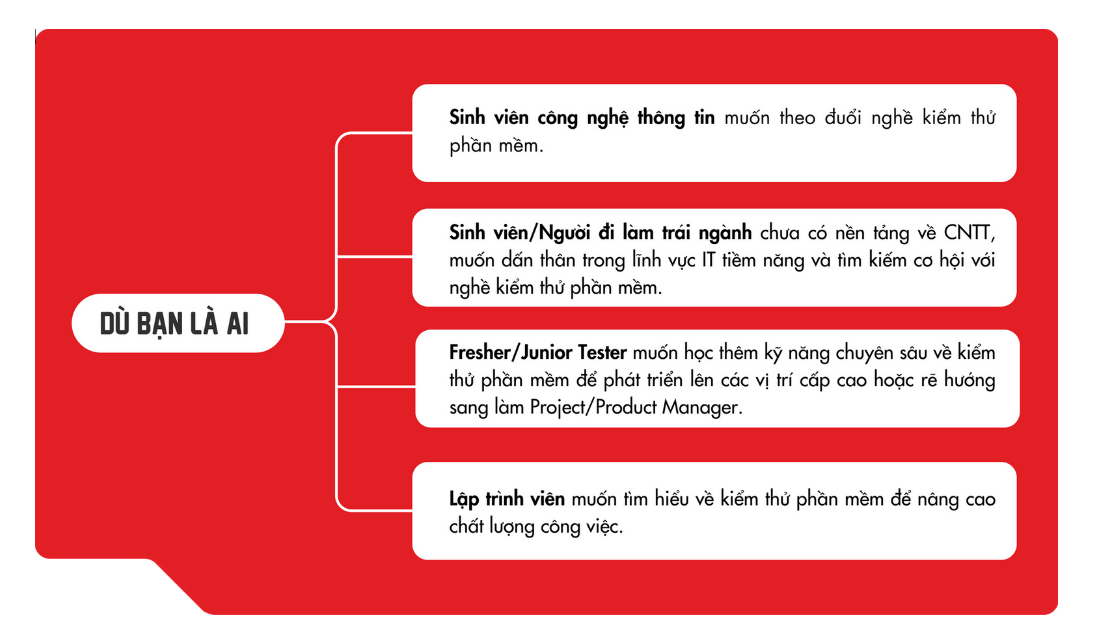 Sinh viên công nghệ thông tin muốn theo đuổi nghề kiểm thử
phần mềm.
Sinh viên/Người đi làm trái ngành chưa có nền tảng về CNTT,
muốn dấn thân trong lĩnh vực IT tiềm năng và tìm kiếm cơ hội với
nghề kiểm thử phần mềm.
DÙ BẠN LÀ AI
Fresher/Junior Tester muốn học thêm kỹ năng chuyên sâu về kiểm
thử phần mềm để phát triển lên các vị trí cấp cao hoặc rẽ hướng
sang làm Project/Product Manager.
Lập trình viên muốn tìm hiểu về kiểm thử phần mềm để nâng cao
chất lượng công việc.